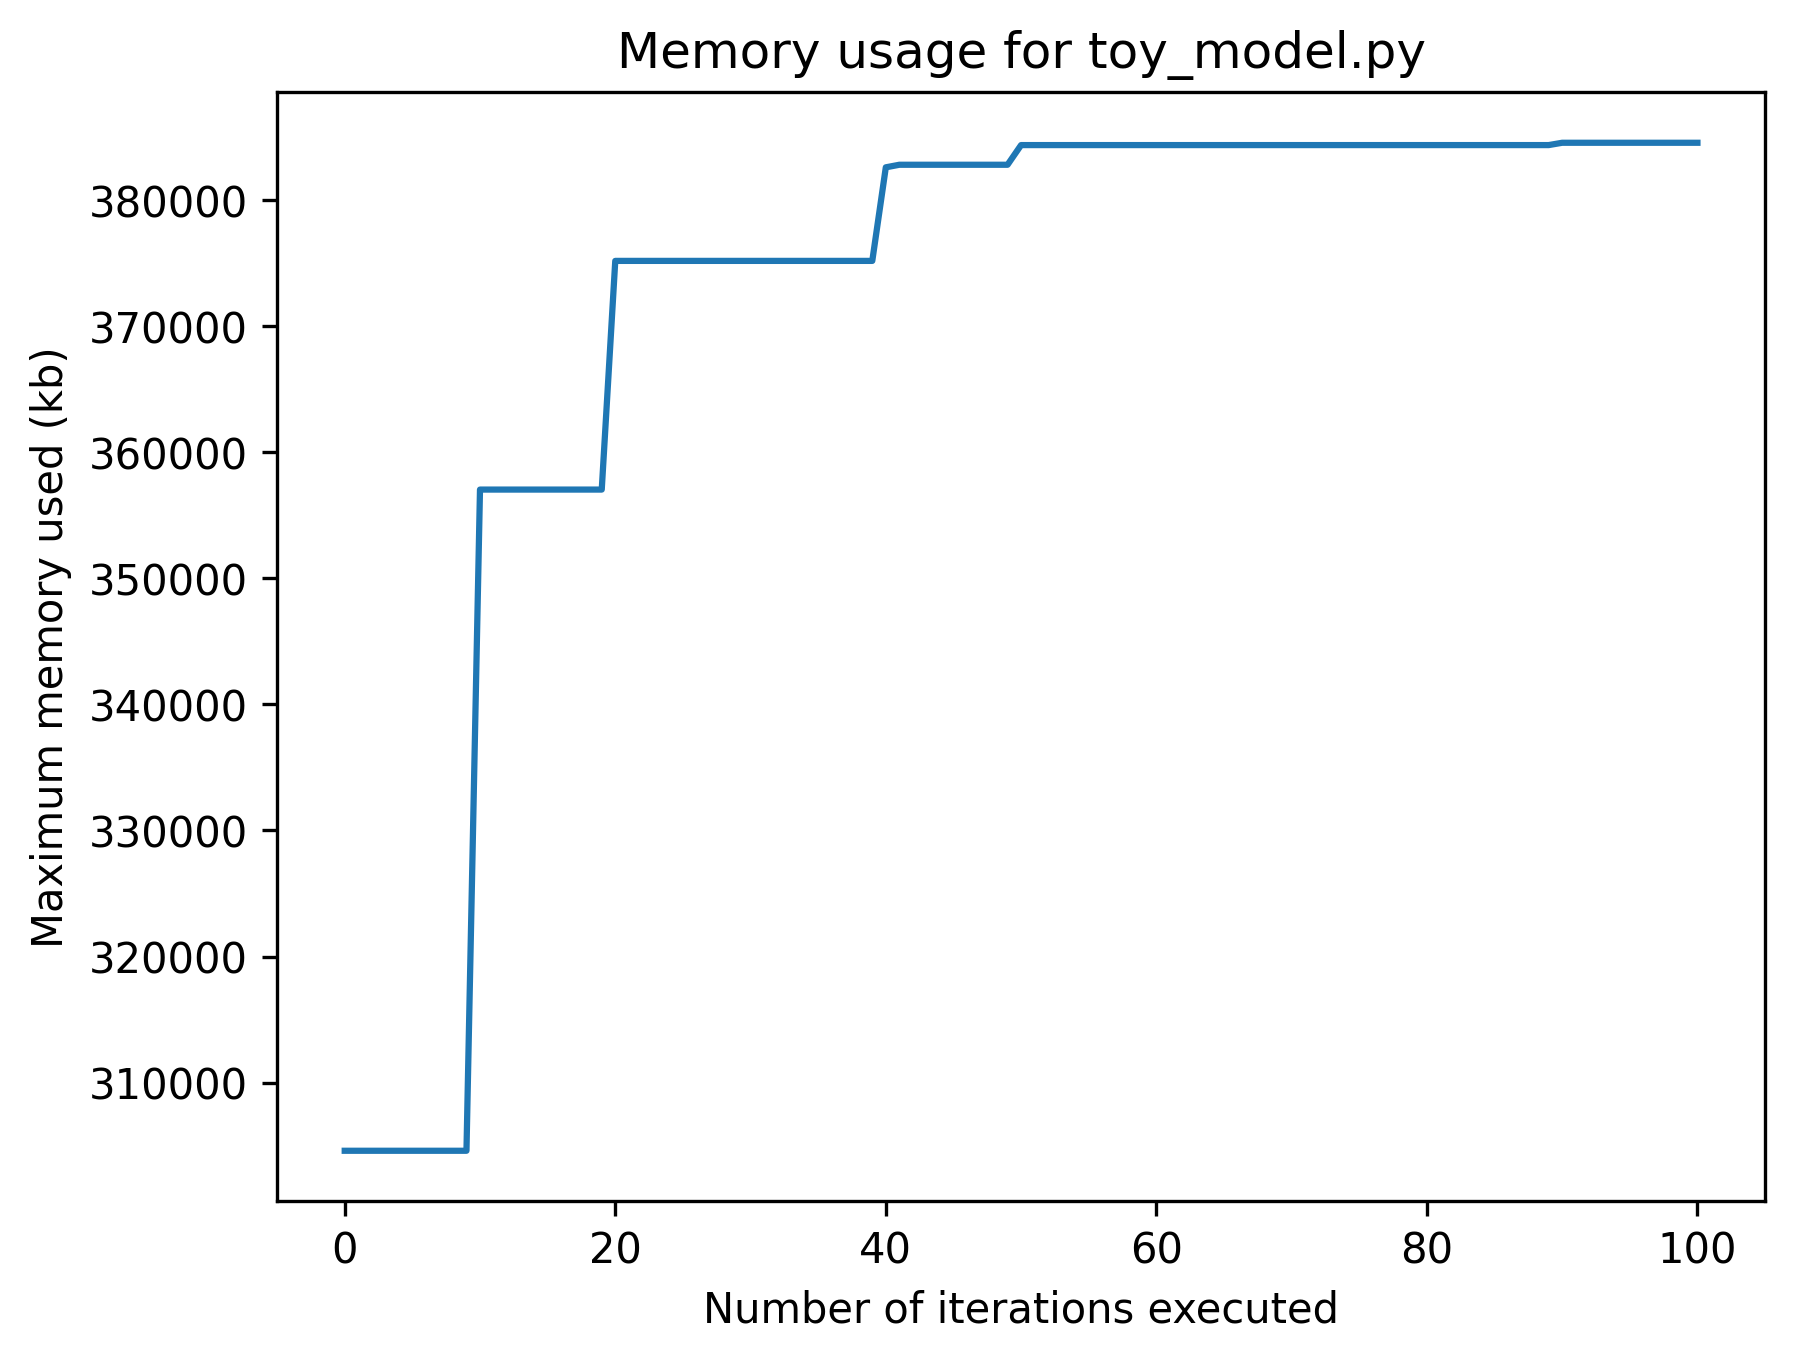 Memory usage for toy_model.py
Maximum memory used (kb)
380000
370000
360000
350000
340000
330000
320000
310000
0 20 40 60 80 100
Number of iterations executed